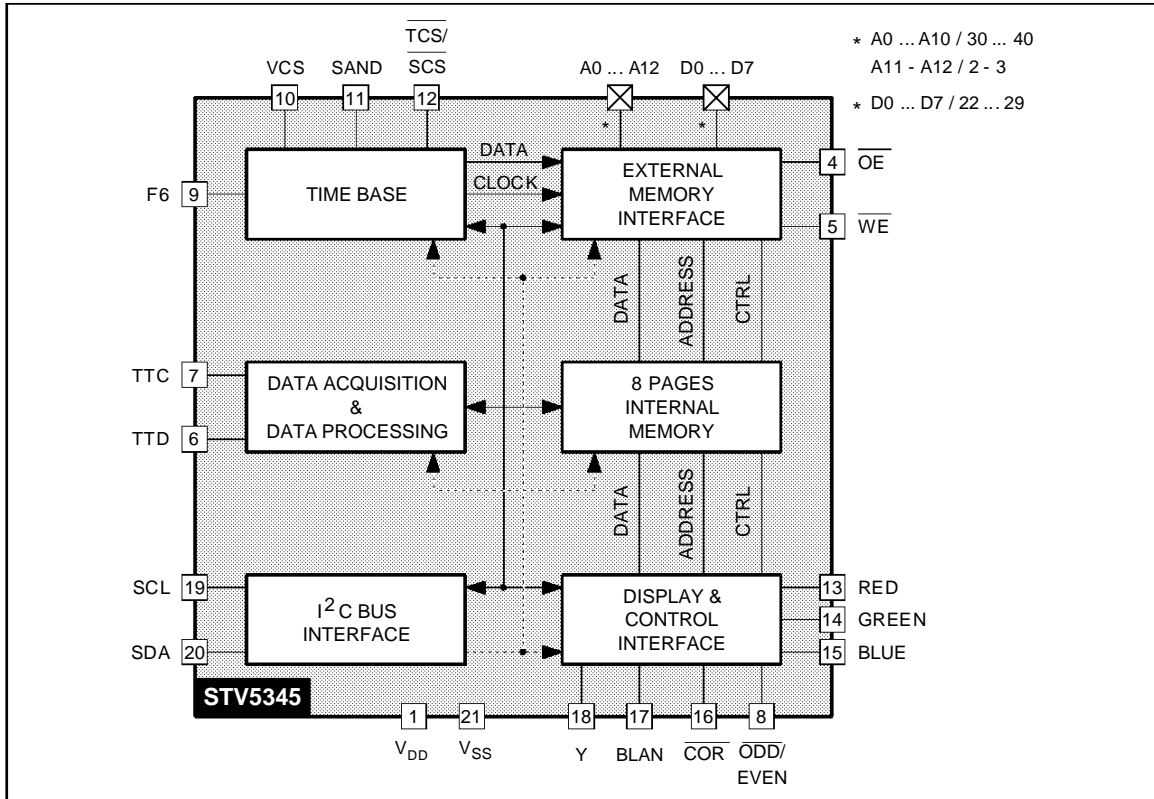 TCS/
SCS
VCS
SAND
A0 ... A12
D0 ... D7
* A0 ... A10 / 30 ... 40
A11 - A12 / 2 - 3
* D0 ... D7 / 22 ... 29
10
11
12
*
*
F6
9
TIME BASE
DATA
CLOCK
EXTERNAL
MEMORY
INTERFACE
4
OE
5
WE
DATA
ADDRESS
CTRL
TTC
7
TTD
6
DATA ACQUISITION
&
DATA PROCESSING
8 PAGES
INTERNAL
MEMORY
DATA
ADDRESS
CTRL
SCL
19
SDA
20
I2C BUS
INTERFACE
DISPLAY &
CONTROL
INTERFACE
13
RED
14
GREEN
15
BLUE
STV5345
1
21
18
17
16
8
VDD
VSS
Y
BLAN
COR
ODD/
EVEN